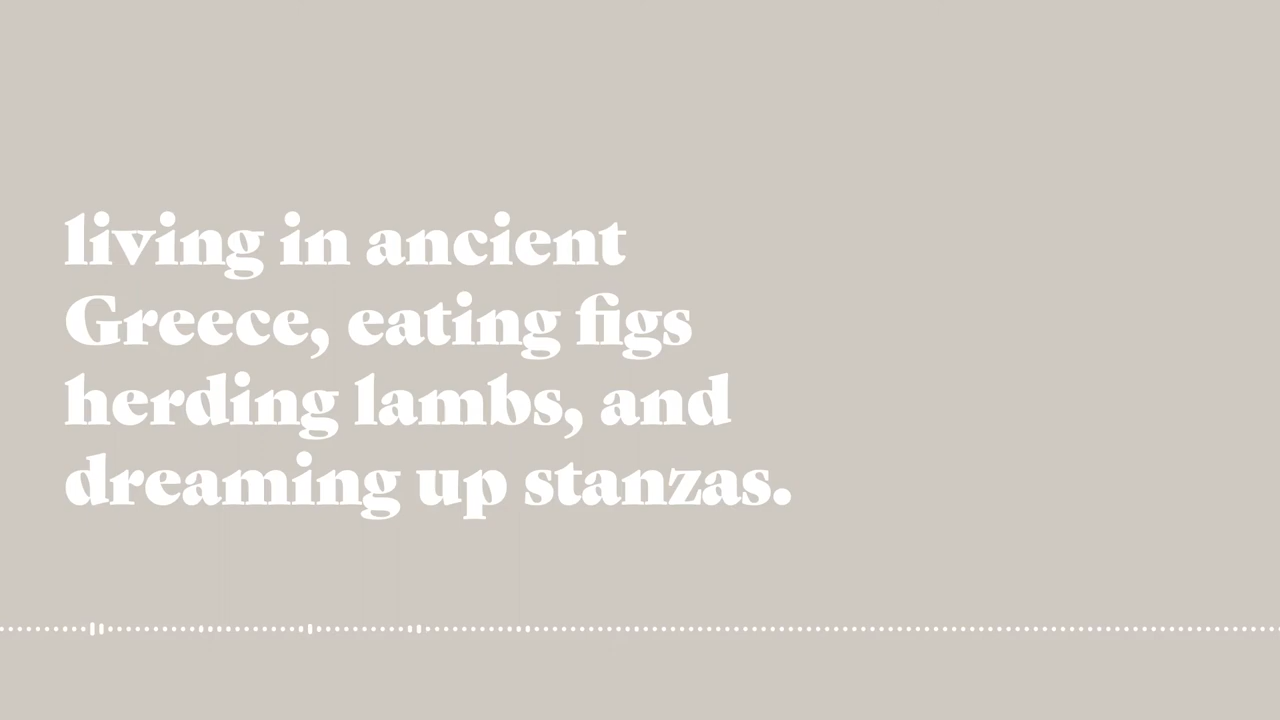 living in ancient
Greece, eating figs
herding lambs, and
dreaming up stanzas.